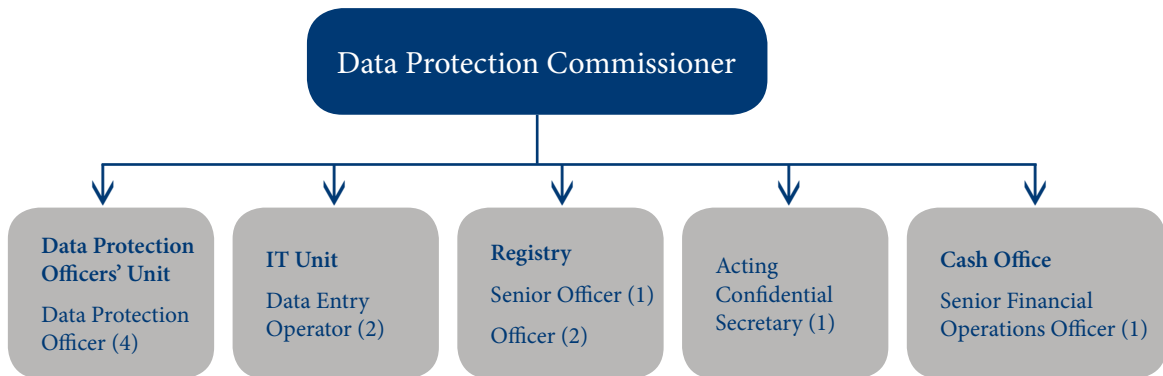 Data Protection Commissioner
Data Protection
Officers’ Unit
Data Protection
Officer (4)
IT Unit
Data Entry
Operator (2)
Registry
Senior Officer (1)
Officer (2)
Acting
Confidential
Secretary (1)
Cash Office
Senior Financial
Operations Officer (1)